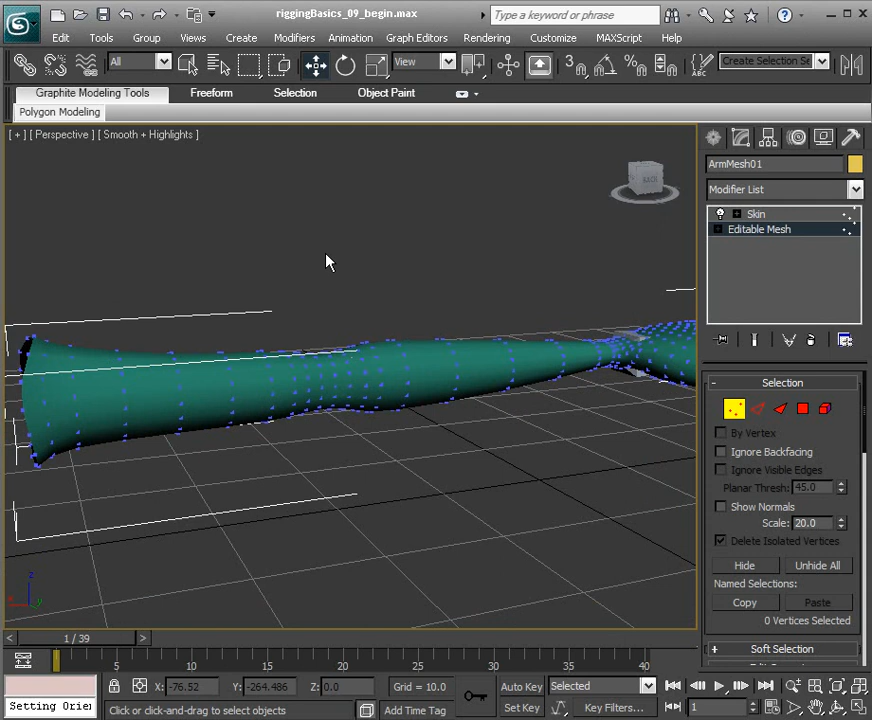 riggingBasics_09_begin.max
Type a keyword or phrase
Edit Tools Group Views Create Modifiers Animation Graph Editors Rendering Customize MAXScript Help
All View Create Selection Se
Graphite Modeling Tools Freeform Selection Object Paint
Polygon Modeling
[ + ] [ Perspective ] [ Smooth + Highlights ]
BACK
ArmMesh01
Modifier List
Skin
Editable Mesh
Selection
By Vertex
Ignore Backfacing
Ignore Visible Edges
Planar Thresh: 45.0
Show Normals
Scale: 20.0
Delete Isolated Vertices
Hide Unhide All
Named Selections:
Copy Paste
0 Vertices Selected
Soft Selection
z
x
y
< 1 / 39 >
5 10 15 20 25 30 35 40
X: -76.52 Y: -264.486 Z: 0.0 Grid = 10.0 Auto Key Selected
Setting Orie Click or click-and-drag to select objects Add Time Tag Set Key Key Filters... 1